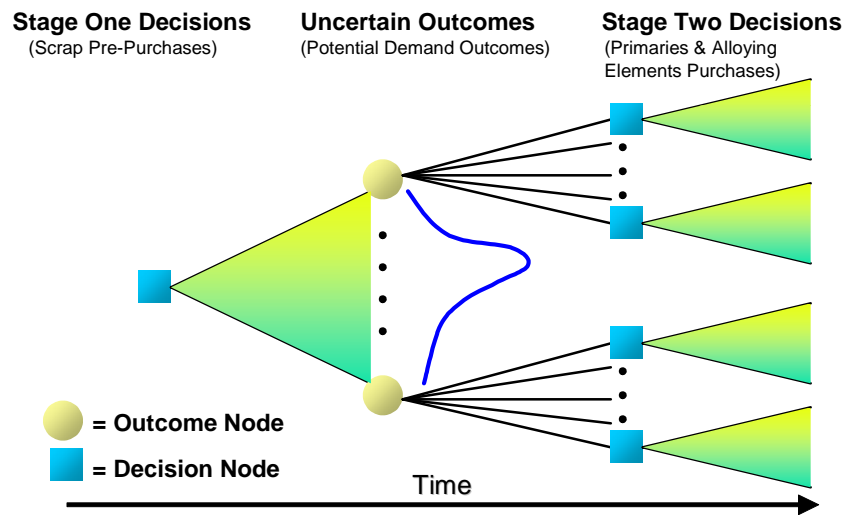 Stage One Decisions
(Scrap Pre-Purchases)
Uncertain Outcomes
(Potential Demand Outcomes)
Stage Two Decisions
(Primaries & Alloying
Elements Purchases)
= Outcome Node
= Decision Node
Time